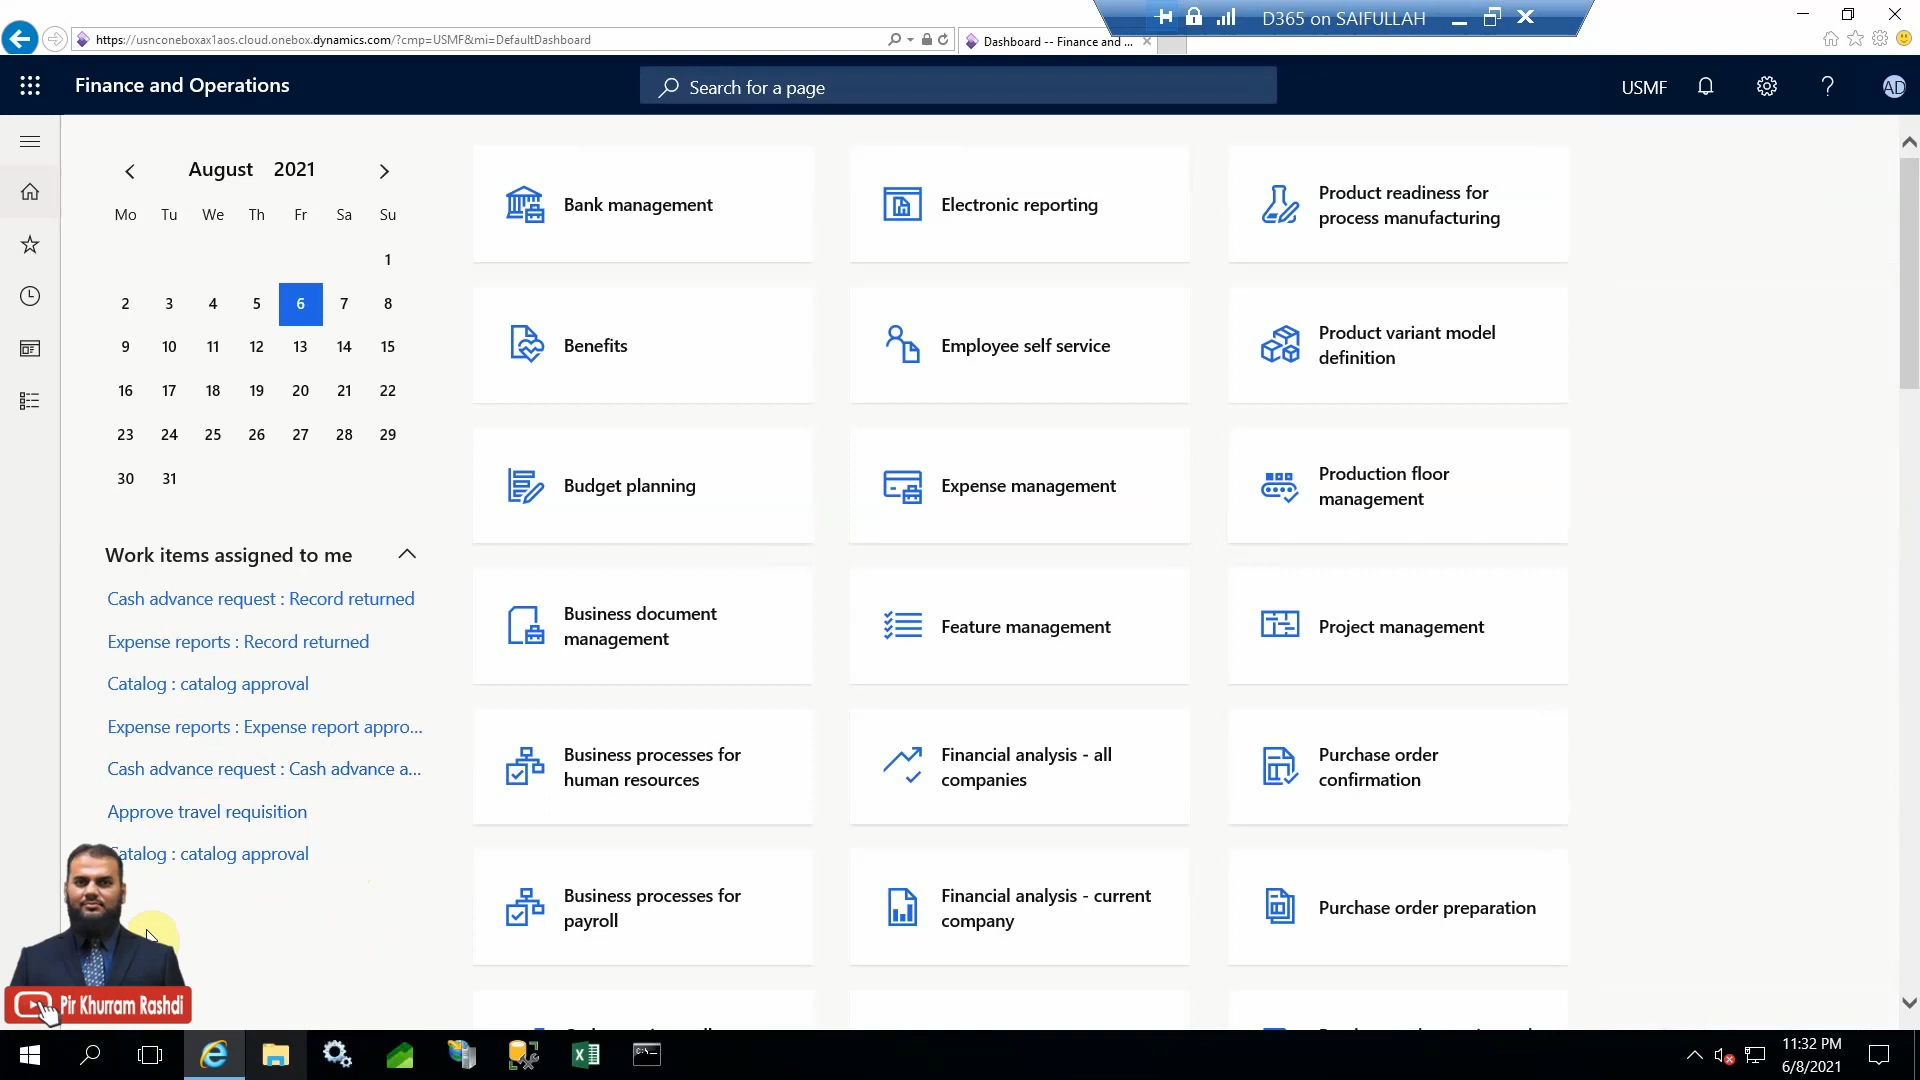 D365 on SAIFULLAH
https://usnconeboxax1aos.cloud.onebox.dynamics.com/?cmp=USMF&mi=DefaultDashboard
Dashboard -- Finance and ...
Finance and Operations
Search for a page
USMF
AD
August 2021
Mo Tu We Th Fr Sa Su
1
2 3 4 5 6 7 8
9 10 11 12 13 14 15
16 17 18 19 20 21 22
23 24 25 26 27 28 29
30 31
Work items assigned to me
Cash advance request : Record returned
Expense reports : Record returned
Catalog : catalog approval
Expense reports : Expense report appro...
Cash advance request : Cash advance a...
Approve travel requisition
Catalog : catalog approval
Bank management
Electronic reporting
Product readiness for
process manufacturing
Benefits
Employee self service
Product variant model
definition
Budget planning
Expense management
Production floor
management
Business document
management
Feature management
Project management
Business processes for
human resources
Financial analysis - all
companies
Purchase order
confirmation
Business processes for
payroll
Financial analysis - current
company
Purchase order preparation
Pir Khurram Rashdi
11:32 PM
6/8/2021